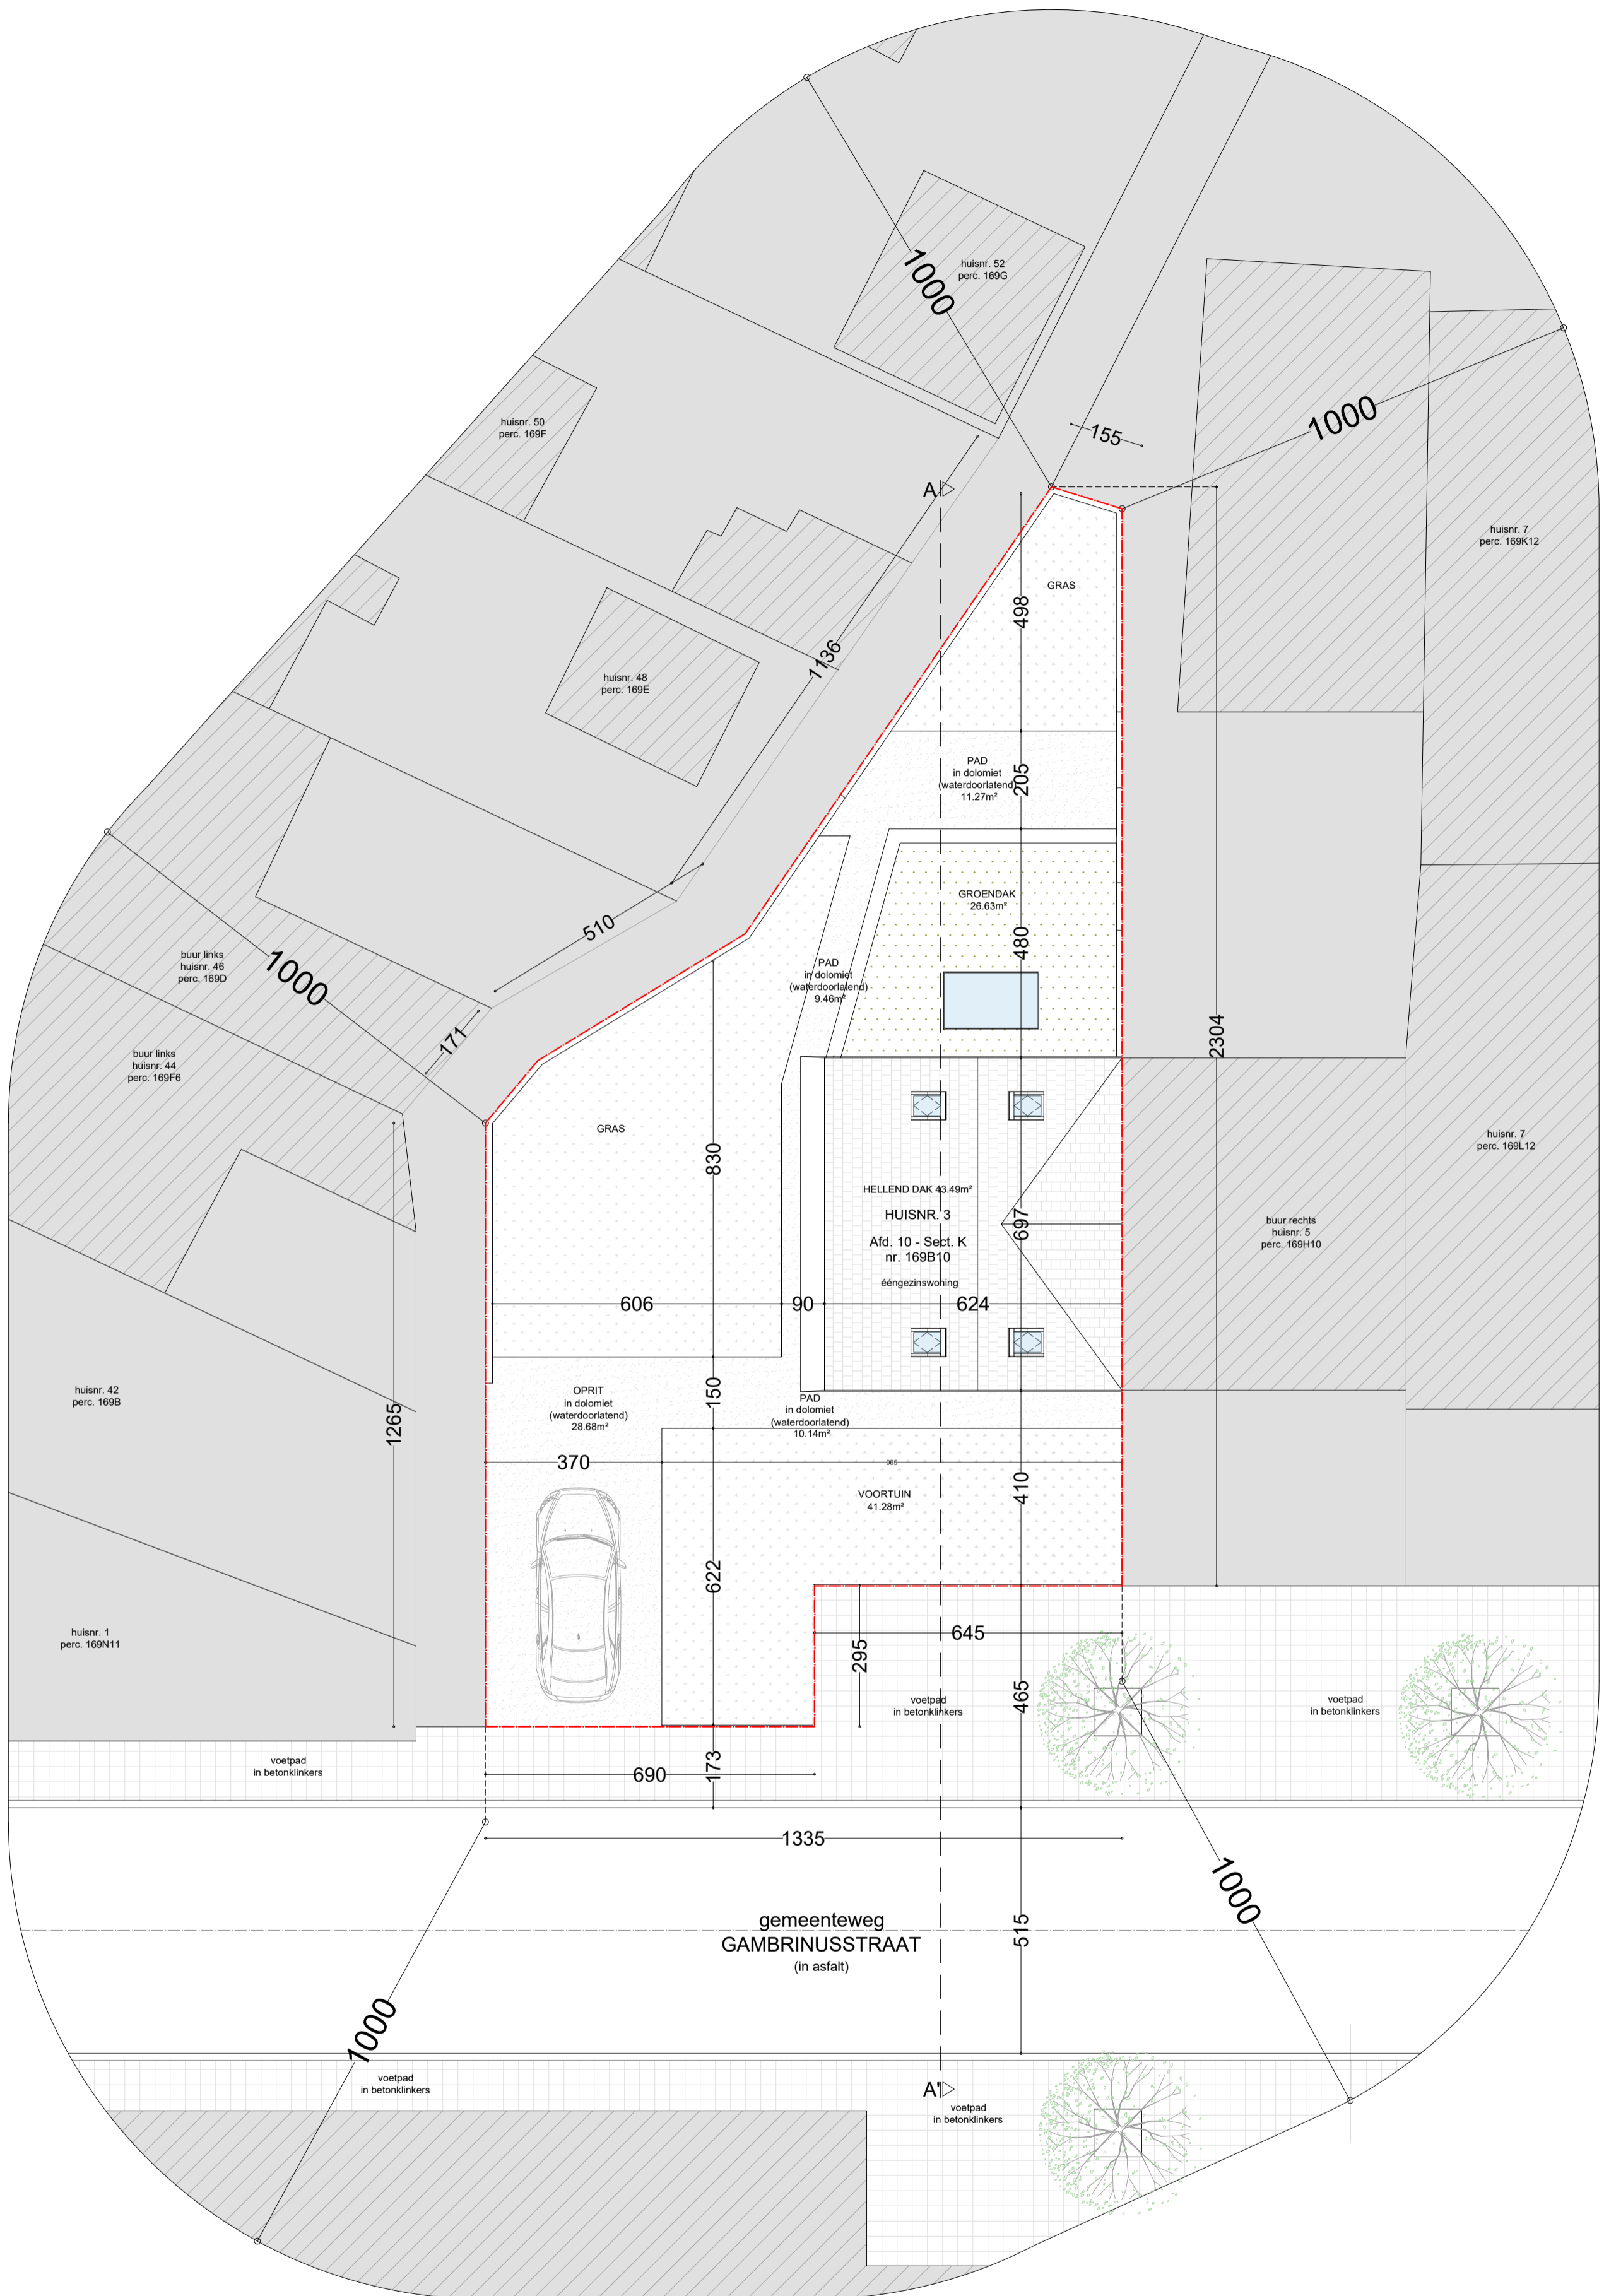 huisnr. 52
perc. 169G
1000
1000
155
huisnr. 50
perc. 169F
A
huisnr. 7
perc. 169K12
GRAS
498
1136
huisnr. 48
perc. 169E
PAD
in dolomiet
(waterdoorlatend)
11.27m²
205
GROENDAK
26.63m²
510
480
buur links
huisnr. 46
perc. 169D
1000
PAD
in dolomiet
(waterdoorlatend)
9.46m²
171
2304
buur links
huisnr. 44
perc. 169F6
GRAS
830
huisnr. 7
perc. 169L12
HELLEND DAK 43.49m²
HUISNR. 3
697
Afd. 10 - Sect. K
nr. 169B10
ééngezinswoning
buur rechts
huisnr. 5
perc. 169H10
606
90
624
huisnr. 42
perc. 169B
1265
OPRIT
in dolomiet
(waterdoorlatend)
28.68m²
150
PAD
in dolomiet
(waterdoorlatend)
10.14m²
370
965
410
VOORTUIN
41.28m²
622
huisnr. 1
perc. 169N11
645
295
465
voetpad
in betonklinkers
voetpad
in betonklinkers
voetpad
in betonklinkers
690
173
1335
1000
gemeenteweg
GAMBRINUSSTRAAT
(in asfalt)
515
1000
voetpad
in betonklinkers
A'
voetpad
in betonklinkers